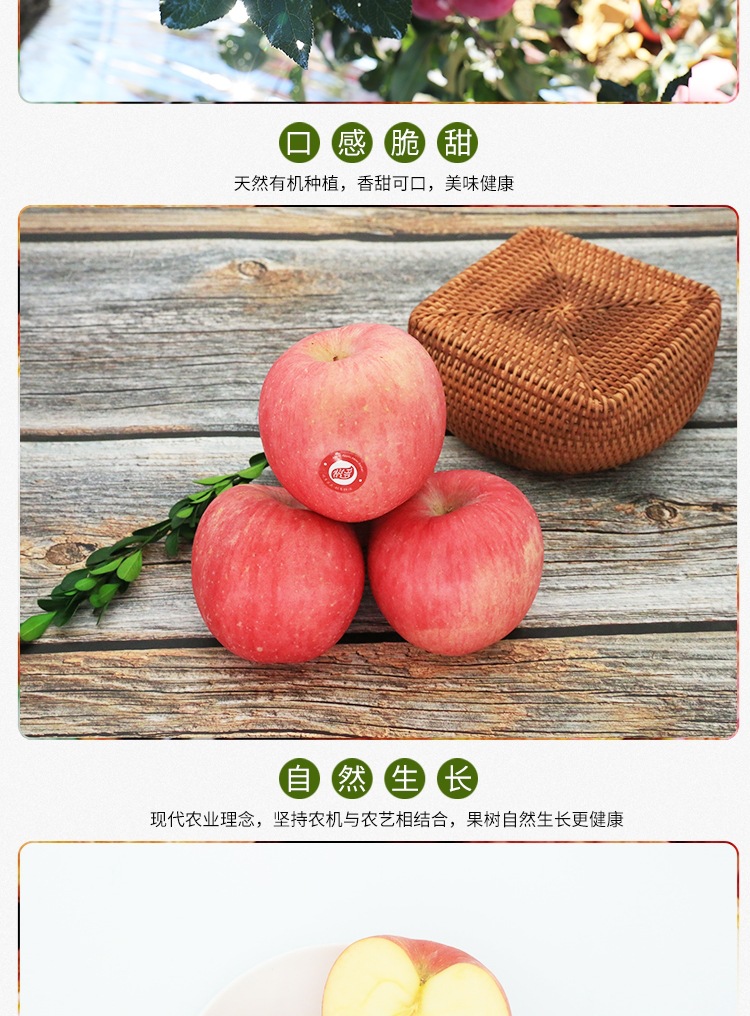 口感脆甜
天然有机种植，香甜可口，美味健康
自然生长
现代农业理念，坚持农机与农艺相结合，果树自然生长更健康